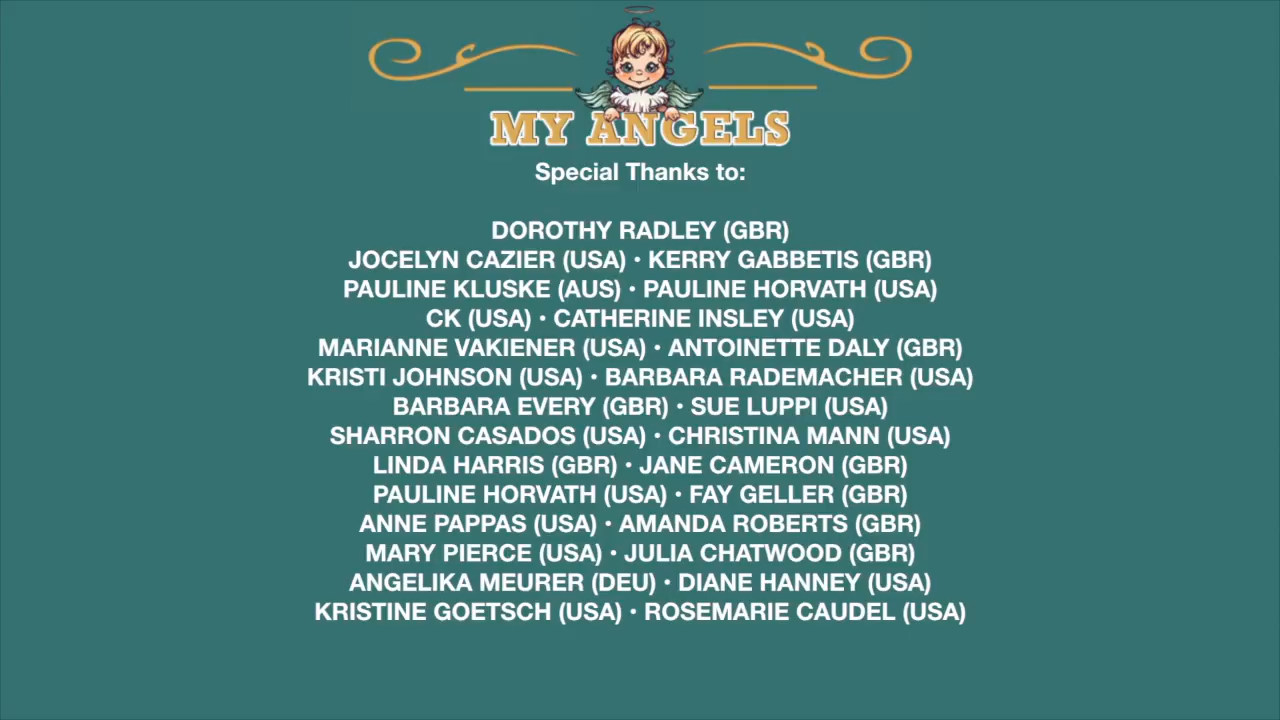 MY ANGELS
Special Thanks to:
DOROTHY RADLEY (GBR)
JOCELYN CAZIER (USA) • KERRY GABBETIS (GBR)
PAULINE KLUSKE (AUS) • PAULINE HORVATH (USA)
CK (USA) • CATHERINE INSLEY (USA)
MARIANNE VAKIENER (USA) • ANTOINETTE DALY (GBR)
KRISTI JOHNSON (USA) • BARBARA RADEMACHER (USA)
BARBARA EVERY (GBR) • SUE LUPPI (USA)
SHARRON CASADOS (USA) • CHRISTINA MANN (USA)
LINDA HARRIS (GBR) • JANE CAMERON (GBR)
PAULINE HORVATH (USA) • FAY GELLER (GBR)
ANNE PAPPAS (USA) • AMANDA ROBERTS (GBR)
MARY PIERCE (USA) • JULIA CHATWOOD (GBR)
ANGELIKA MEURER (DEU) • DIANE HANNEY (USA)
KRISTINE GOETSCH (USA) • ROSEMARIE CAUDEL (USA)